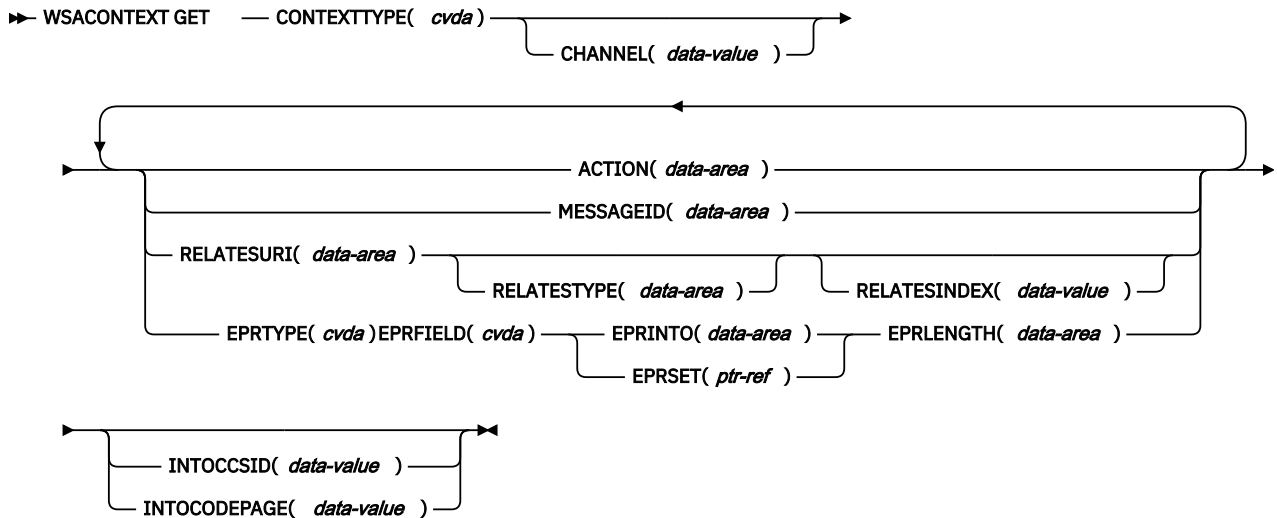 WSACONTEXT GET CONTEXTTYPE( cvda )
CHANNEL( data-value )
ACTION( data-area )
MESSAGEID( data-area )
RELATESURI( data-area )
RELATESTYPE( data-area ) RELATESINDEX( data-value )
EPRTYPE( cvda )EPRFIELD( cvda ) EPRINTO( data-area ) EPRLENGTH( data-area )
EPRSET( ptr-ref )
INTOCCSID( data-value )
INTOCODEPAGE( data-value )